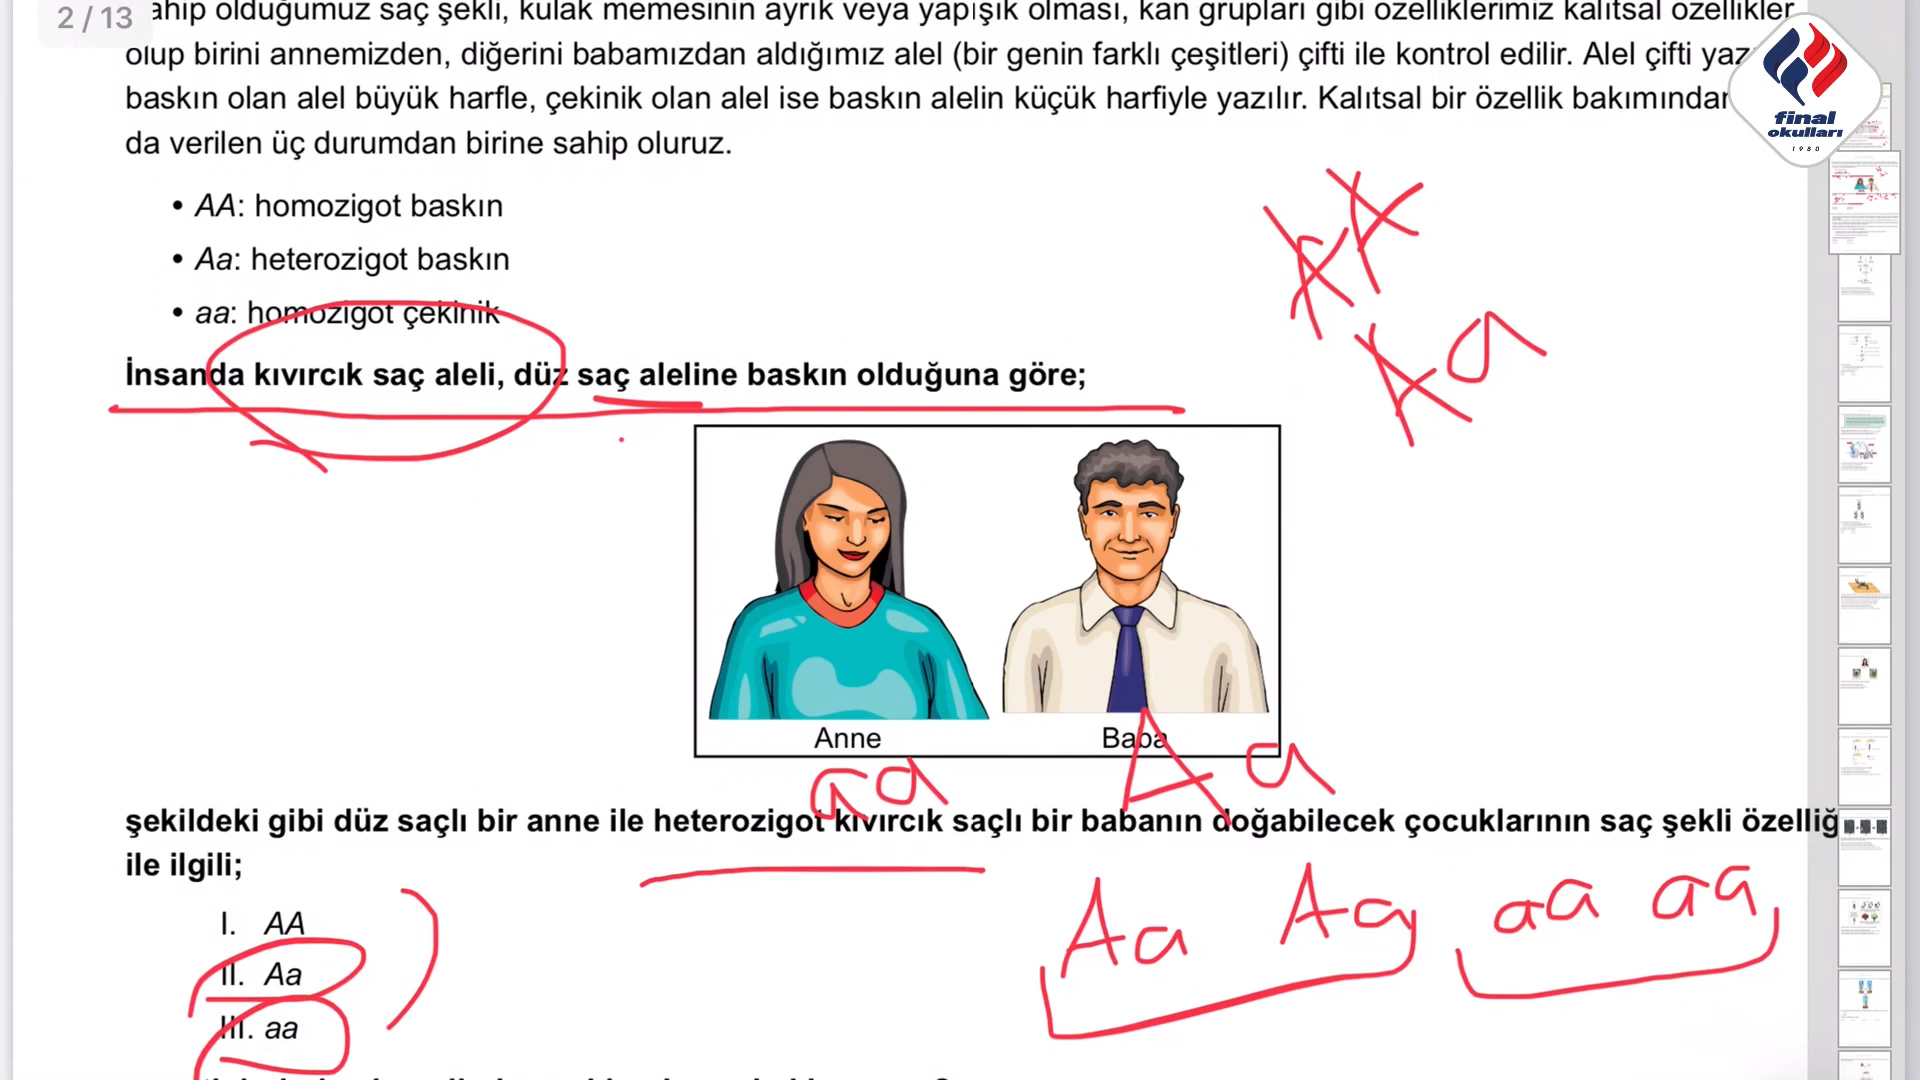 2 / 13
ahip olduğumuz saç şekli, kulak memesinin ayrık veya yapışık olması, kan grupları gibi özelliklerimiz kalıtsal özellikler
olup birini annemizden, diğerini babamızdan aldığımız alel (bir genin farklı çeşitleri) çifti ile kontrol edilir. Alel çifti yaz
baskın olan alel büyük harfle, çekinik olan alel ise baskın alelin küçük harfiyle yazılır. Kalıtsal bir özellik bakımından
da verilen üç durumdan birine sahip oluruz.
final
okulları
1980
• AA: homozigot baskın
• Aa: heterozigot baskın
• aa: homozigot çekinik
AA
Aa
İnsanda kıvırcık saç aleli, düz saç aleline baskın olduğuna göre;
Anne Baba
aa Aa
şekildeki gibi düz saçlı bir anne ile heterozigot kıvırcık saçlı bir babanın doğabilecek çocuklarının saç şekli özelliğ
ile ilgili;
Aa Aa aa aa
I. AA
II. Aa
III. aa